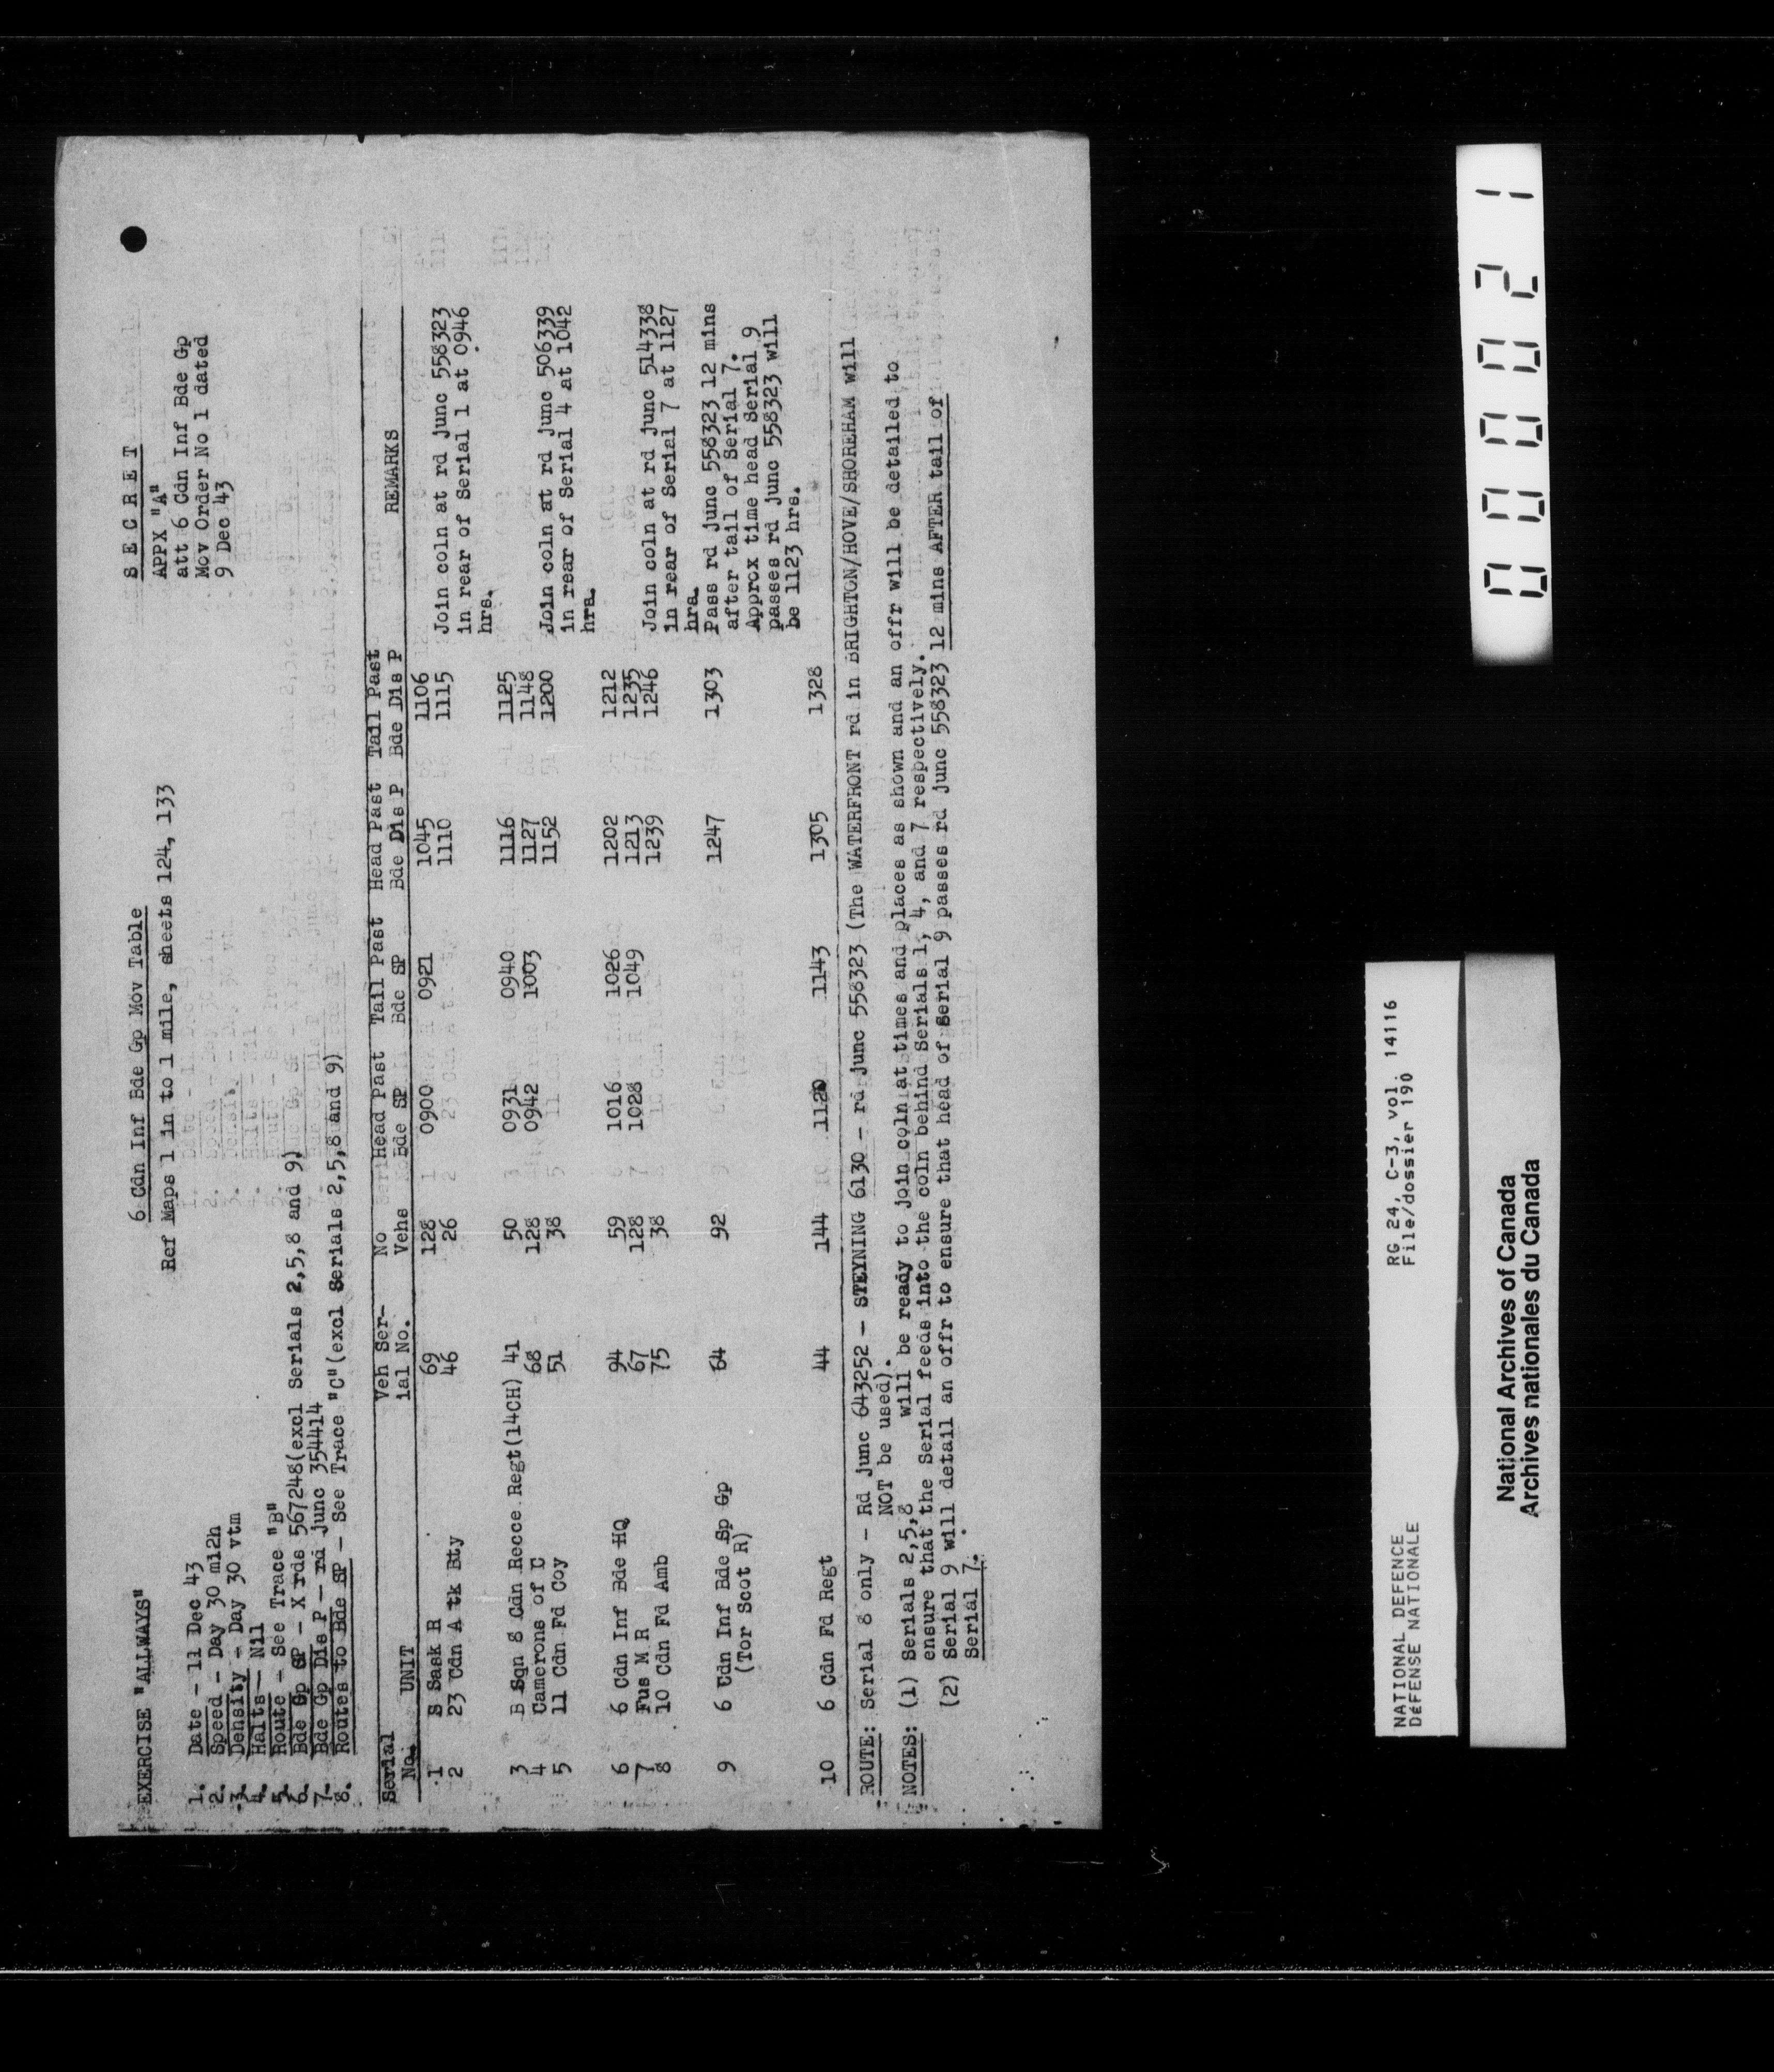 S E C R E T
EXERCISE "ALLWAYS" 6 Cdn Inf Bde Gp Mov Table APPX "A"
Ref Maps 1 in to 1 mile, sheets 124, 133 att 6 Cdn Inf Bde Gp
Mov Order No 1 dated
9 Dec 43
1. Date - 11 Dec 43
2. Speed - Day 30 mi2h
3. Density - Day 30 vtm
4. Halts - Nil
5. Route - See Trace "B"
6. Bde Gp SP - X rds 567248(excl Serials 2,5,8 and 9)
7. Bde Gp Dis P - rd junc 354414
8. Routes to Bde SP - See Trace "C"(excl Serials 2,5,8 and 9)
Serial Veh Ser- No Head Past Tail Past Head Past Tail Past
No. UNIT ial No. Vehs Bde SP Bde SP Bde Dis P Bde Dis P REMARKS
1 S Sask R 69 128 0900 0921 1045 1106
2 23 Cdn A tk Bty 46 26 1110 1115 Join coln at rd junc 558323
in rear of Serial 1 at 0946
hrs.
3 B Sqn 8 Cdn Recce Regt(14CH) 41 50 0931 0940 1116 1125
4 Camerons of C 68 128 0942 1003 1127 1148
5 11 Cdn Fd Coy 51 38 1152 1200 Join coln at rd junc 506339
in rear of Serial 4 at 1042
hrs.
6 6 Cdn Inf Bde HQ 94 59 1016 1026 1202 1212
7 Fus M R 67 128 1028 1049 1213 1235
8 10 Cdn Fd Amb 75 38 1239 1246 Join coln at rd junc 514338
in rear of Serial 7 at 1127
hrs.
9 6 Cdn Inf Bde Sp Gp 64 92 1247 1303 Pass rd junc 558323 12 mins
(Tor Scot R) after tail of Serial 7.
Approx time head Serial 9
passes rd junc 558323 will
be 1123 hrs.
10 6 Cdn Fd Regt 44 144 1120 1143 1305 1328
ROUTE: Serial 8 only - Rd junc 643252 - STEYNING 6130 - rd junc 558323 (The WATERFRONT rd in BRIGHTON/HOVE/SHOREHAM will
NOT be used).
NOTES: (1) Serials 2,5,8 will be ready to join coln at times and places as shown and an offr will be detailed to
ensure that the Serial feeds into the coln behind Serials 1, 4, and 7 respectively.
(2) Serial 9 will detail an offr to ensure that head of Serial 9 passes rd junc 558323 12 mins AFTER tail of
Serial 7.
00021
NATIONAL DEFENCE RG 24, C-3, vol. 14116
DÉFENSE NATIONALE File/dossier 190
National Archives of Canada
Archives nationales du Canada